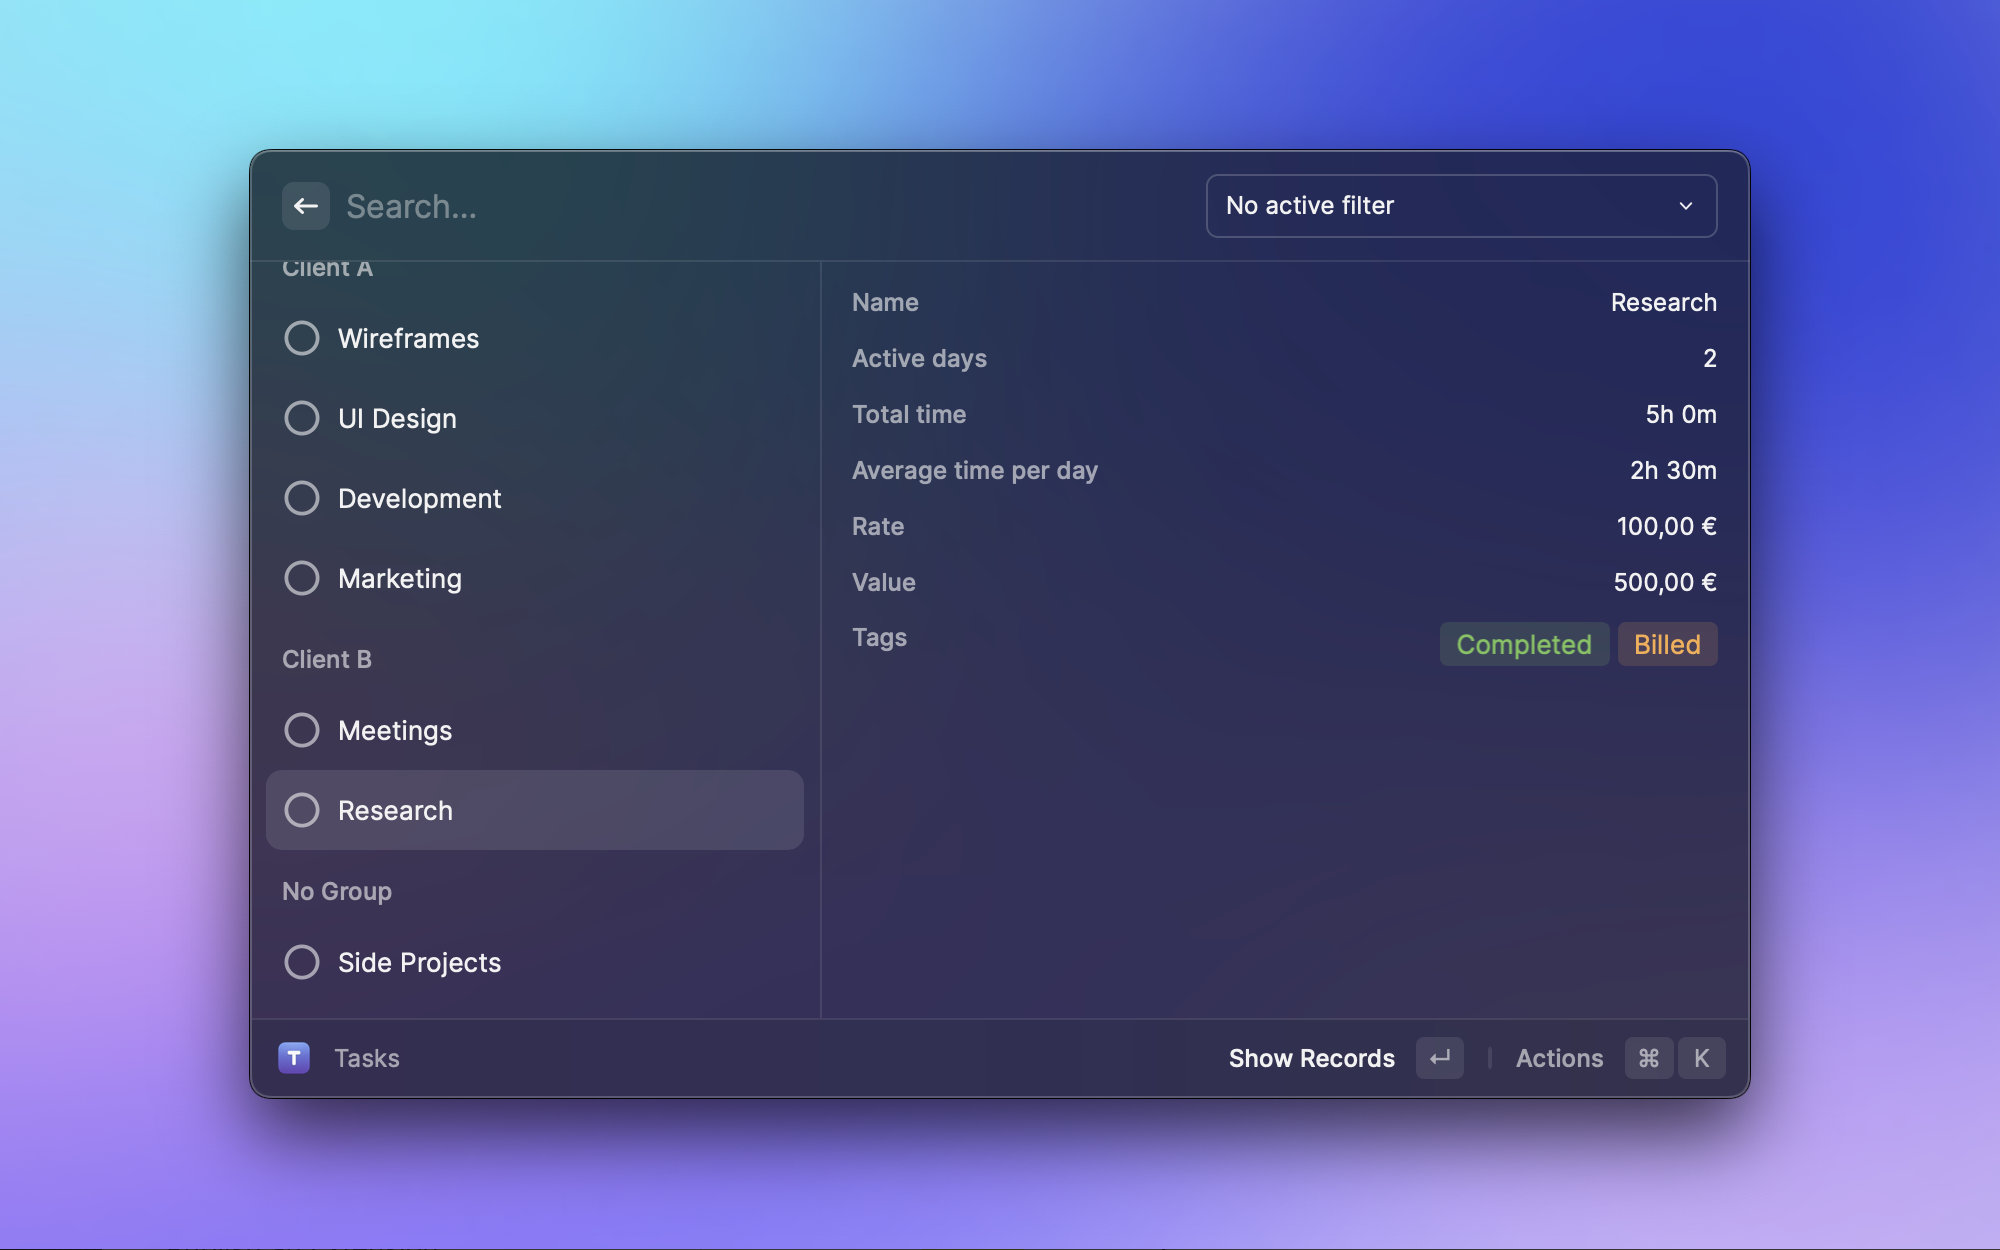 Search...
No active filter
Client A
Wireframes
UI Design
Development
Marketing
Client B
Meetings
Research
No Group
Side Projects
Name Research
Active days 2
Total time 5h 0m
Average time per day 2h 30m
Rate 100,00 €
Value 500,00 €
Tags Completed Billed
T Tasks
Show Records ↵ Actions ⌘ K